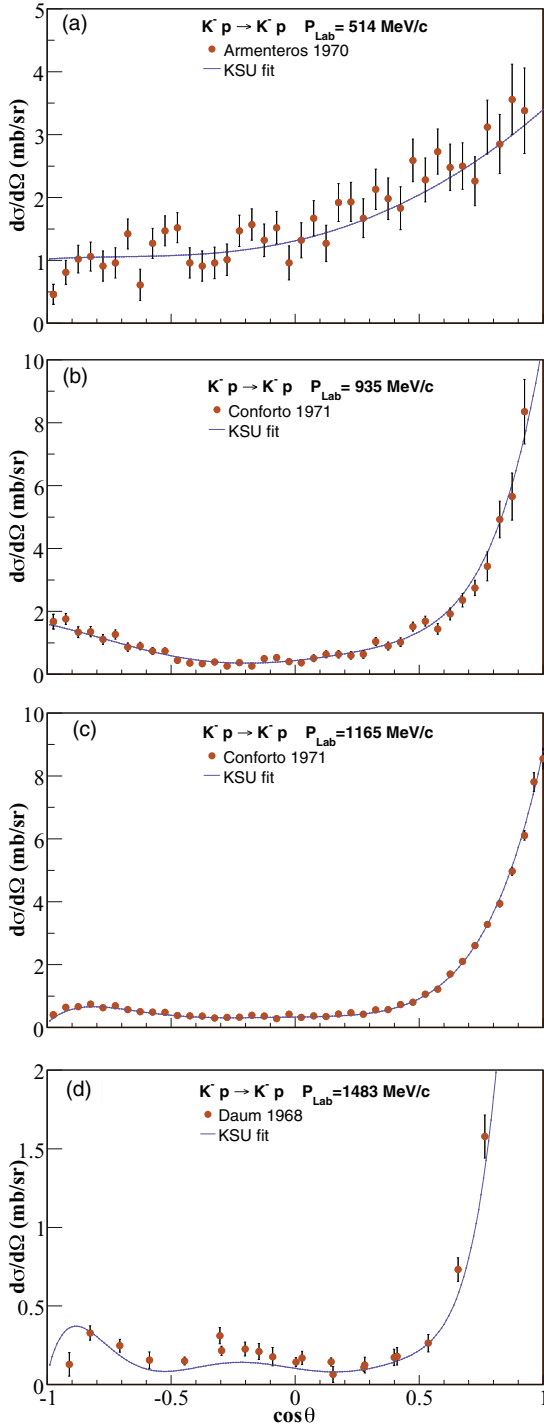 (a)
K⁻ p → K⁻ p P_Lab = 514 MeV/c
Armenteros 1970
KSU fit
dσ/dΩ (mb/sr)
5
4
3
2
1
0
(b)
K⁻ p → K⁻ p P_Lab= 935 MeV/c
Conforto 1971
KSU fit
dσ/dΩ (mb/sr)
10
8
6
4
2
0
(c)
K⁻ p → K⁻ p P_Lab=1165 MeV/c
Conforto 1971
KSU fit
dσ/dΩ (mb/sr)
10
8
6
4
2
0
(d)
K⁻ p → K⁻ p P_Lab=1483 MeV/c
Daum 1968
KSU fit
dσ/dΩ (mb/sr)
2
1.5
1
0.5
0
-1 -0.5 0 0.5 1
cosθ